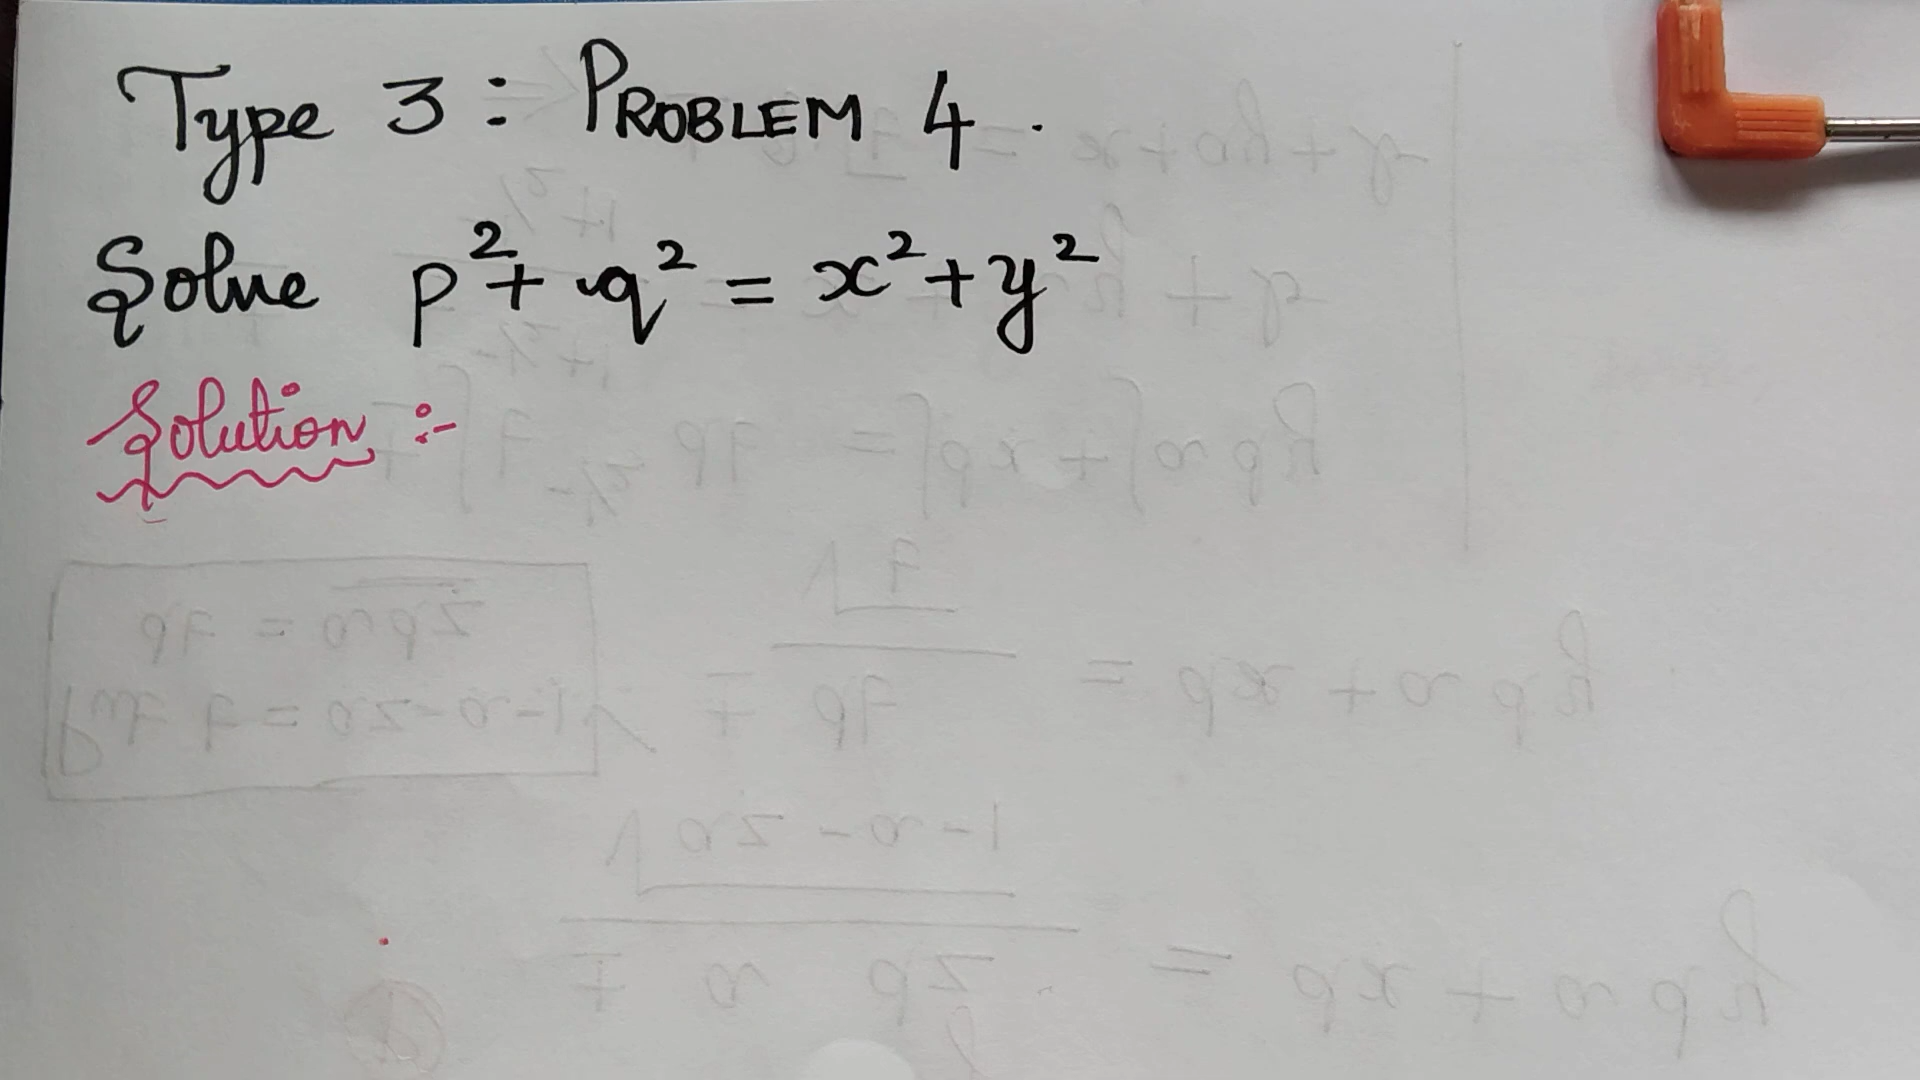 Type 3 : PROBLEM 4 .
Solve p² + q² = x² + y²
Solution :-